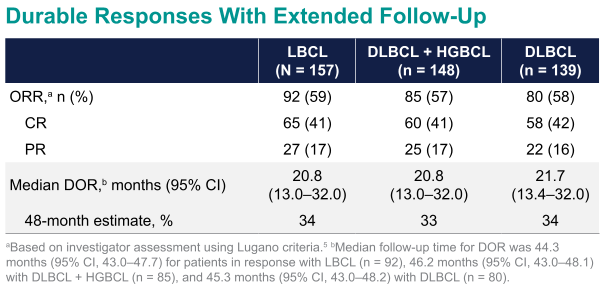 Durable Responses With Extended Follow-Up
LBCL (N = 157) DLBCL + HGBCL (n = 148) DLBCL (n = 139)
ORR,ᵃ n (%) 92 (59) 85 (57) 80 (58)
CR 65 (41) 60 (41) 58 (42)
PR 27 (17) 25 (17) 22 (16)
Median DOR,ᵇ months (95% CI) 20.8 (13.0–32.0) 20.8 (13.0–32.0) 21.7 (13.4–32.0)
48-month estimate, % 34 33 34
ᵃBased on investigator assessment using Lugano criteria.⁵ ᵇMedian follow-up time for DOR was 44.3
months (95% CI, 43.0–47.7) for patients in response with LBCL (n = 92), 46.2 months (95% CI, 43.0–48.1)
with DLBCL + HGBCL (n = 85), and 45.3 months (95% CI, 43.0–48.2) with DLBCL (n = 80).